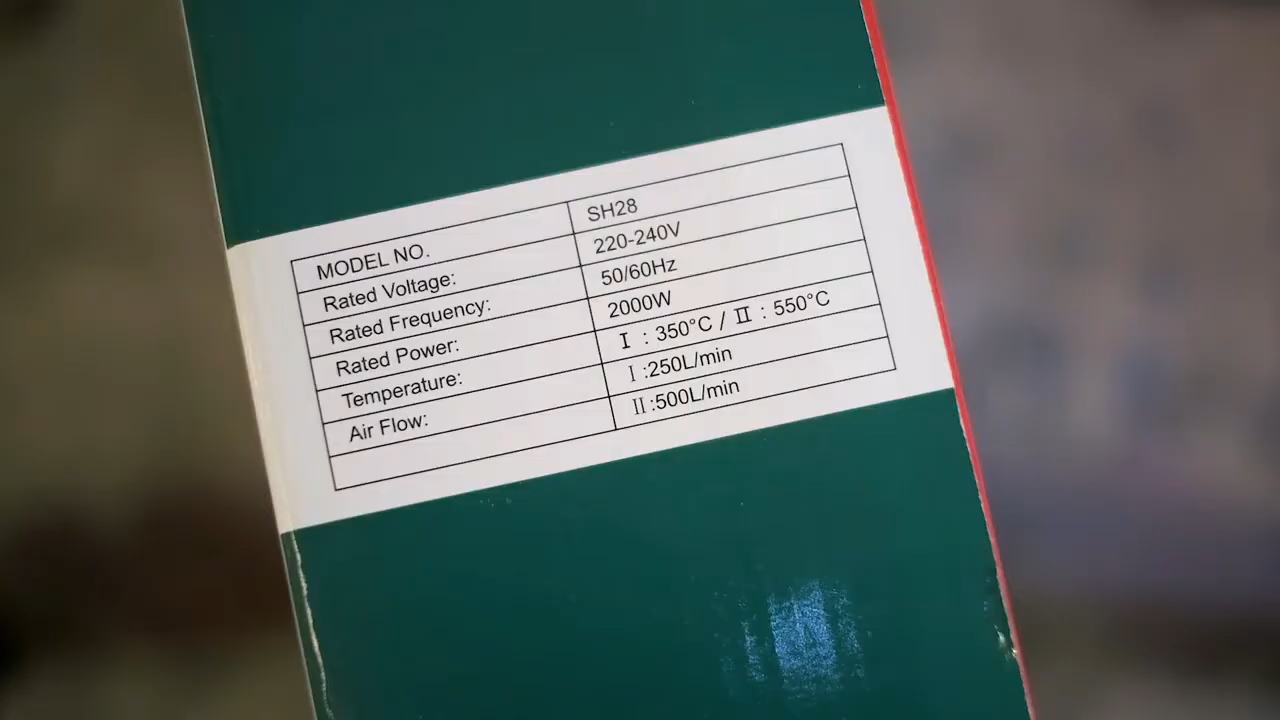 MODEL NO. SH28
Rated Voltage: 220-240V
Rated Frequency: 50/60Hz
Rated Power: 2000W
Temperature: Ⅰ : 350°C / Ⅱ : 550°C
Air Flow: Ⅰ :250L/min
Ⅱ :500L/min